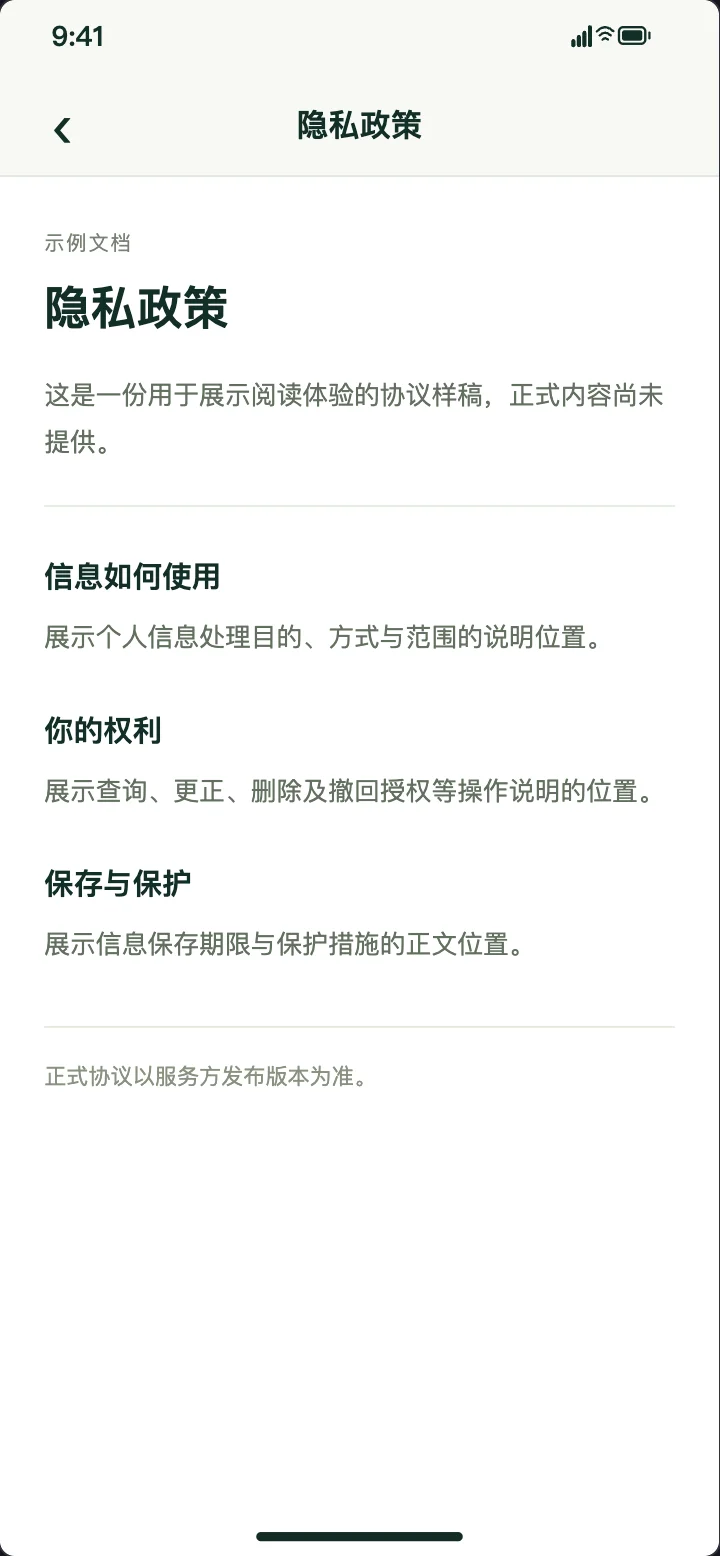 9:41
隐私政策
示例文档
隐私政策
这是一份用于展示阅读体验的协议样稿，正式内容尚未
提供。
信息如何使用
展示个人信息处理目的、方式与范围的说明位置。
你的权利
展示查询、更正、删除及撤回授权等操作说明的位置。
保存与保护
展示信息保存期限与保护措施的正文位置。
正式协议以服务方发布版本为准。